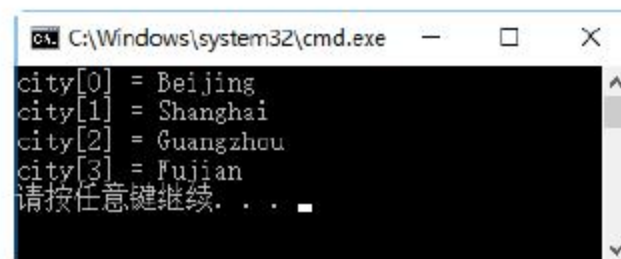 C:\Windows\system32\cmd.exe
city[0] = Beijing
city[1] = Shanghai
city[2] = Guangzhou
city[3] = Fujian
请按任意键继续. . .